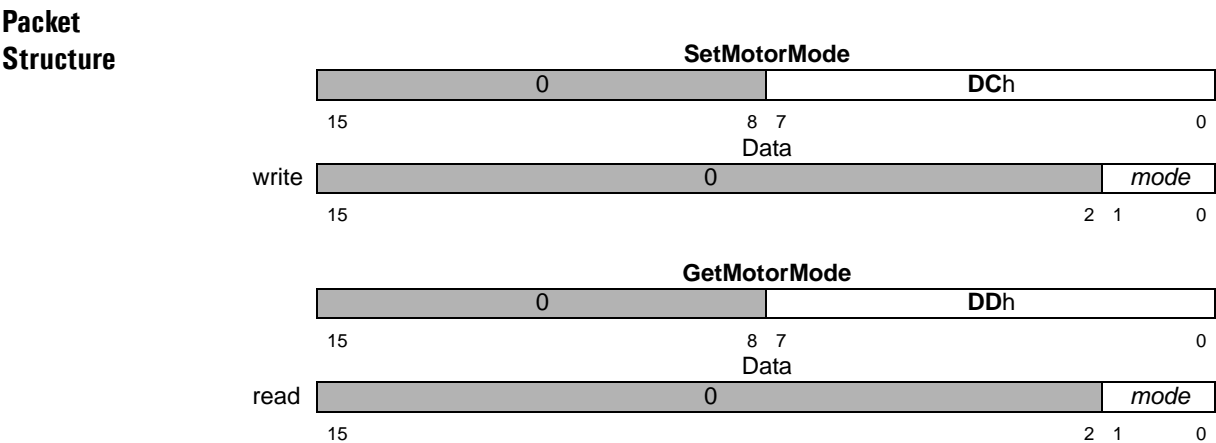 Packet
Structure
SetMotorMode
0 DCh
15 8 7 0
Data
write 0 mode
15 2 1 0
GetMotorMode
0 DDh
15 8 7 0
Data
read 0 mode
15 2 1 0